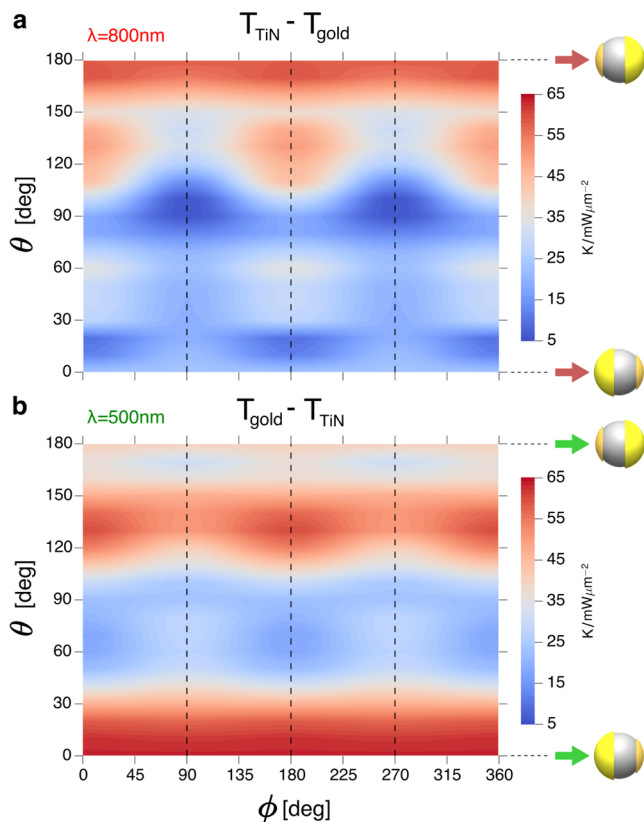 a
λ=800nm
T_TiN - T_gold
180
150
120
90
60
30
0
θ [deg]
65
55
45
35
25
15
5
K/mWμm⁻²
b
λ=500nm
T_gold - T_TiN
180
150
120
90
60
30
0
θ [deg]
65
55
45
35
25
15
5
K/mWμm⁻²
0 45 90 135 180 225 270 315 360
ϕ [deg]